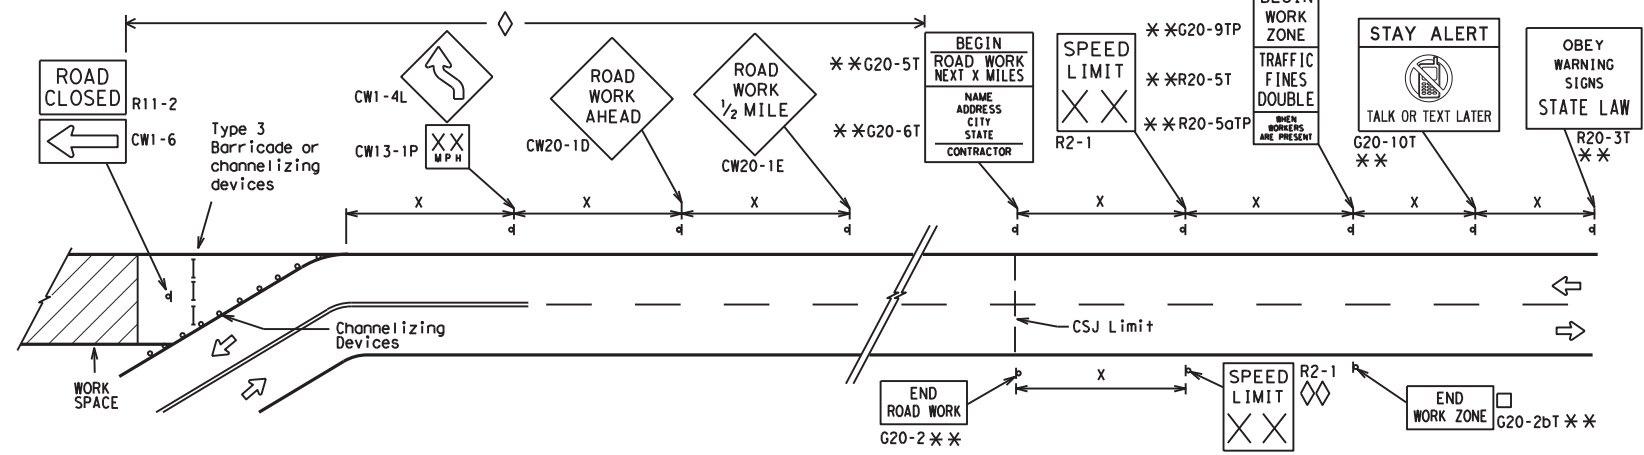 ROAD
CLOSED
R11-2
CW1-6
Type 3
Barricade or
channelizing
devices
CW1-4L
XX
MPH
CW13-1P
ROAD
WORK
AHEAD
CW20-1D
ROAD
WORK
1/2 MILE
CW20-1E
**G20-5T
**G20-6T
BEGIN
ROAD WORK
NEXT X MILES
NAME
ADDRESS
CITY
STATE
CONTRACTOR
SPEED
LIMIT
XX
R2-1
**G20-9TP
**R20-5T
**R20-5aTP
BEGIN
WORK
ZONE
TRAFFIC
FINES
DOUBLE
WHEN
WORKERS
ARE PRESENT
STAY ALERT
TALK OR TEXT LATER
G20-10T
**
OBEY
WARNING
SIGNS
STATE LAW
R20-3T
**
X
X
X
X
X
X
X
Channelizing
Devices
WORK
SPACE
CSJ Limit
X
END
ROAD WORK
G20-2**
SPEED
LIMIT
XX
R2-1
END
WORK ZONE
G20-2bT **